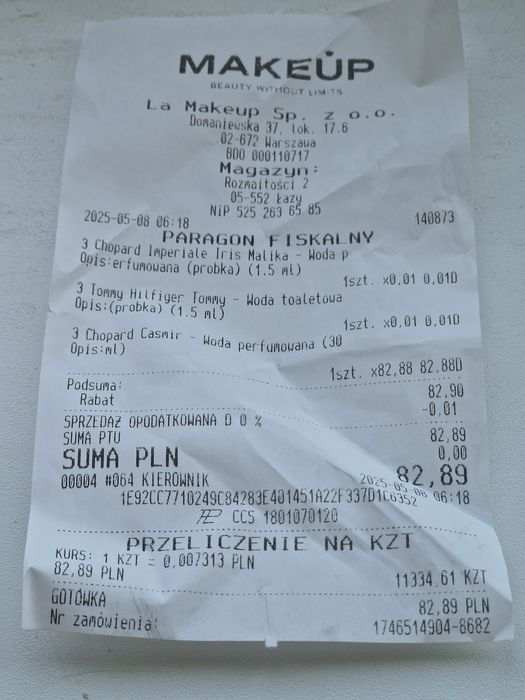 MAKEUP
BEAUTY WITHOUT LIMITS
La Makeup Sp. z o.o.
Domaniewska 37, lok. 17.6
02-672 Warszawa
BDO 000110717
Magazyn:
Rozmaitości 2
05-552 Łazy
NIP 525 263 65 85
2025-05-08 06:18 140873
PARAGON FISKALNY
3 Chopard Imperiale Iris Malika - Woda p
Opis:erfumowana (probka) (1.5 ml)
1szt. x0,01 0,01D
3 Tommy Hilfiger Tommy - Woda toaletowa
Opis:(probka) (1.5 ml)
1szt. x0,01 0,01D
3 Chopard Casmir - Woda perfumowana (30
Opis:ml)
1szt. x82,88 82,88D
Podsuma: 82,90
Rabat -0,01
SPRZEDAŻ OPODATKOWANA D 0 % 82,89
SUMA PTU 0,00
SUMA PLN 82,89
00004 #064 KIEROWNIK 2025-05-08 06:18
1E92CC7710249C84283E401451A22F337D1C6352
CCS 1801070120
PRZELICZENIE NA KZT
KURS: 1 KZT = 0,007313 PLN
82,89 PLN 11334,61 KZT
GOTÓWKA 82,89 PLN
Nr zamówienia: 1746514904-8682